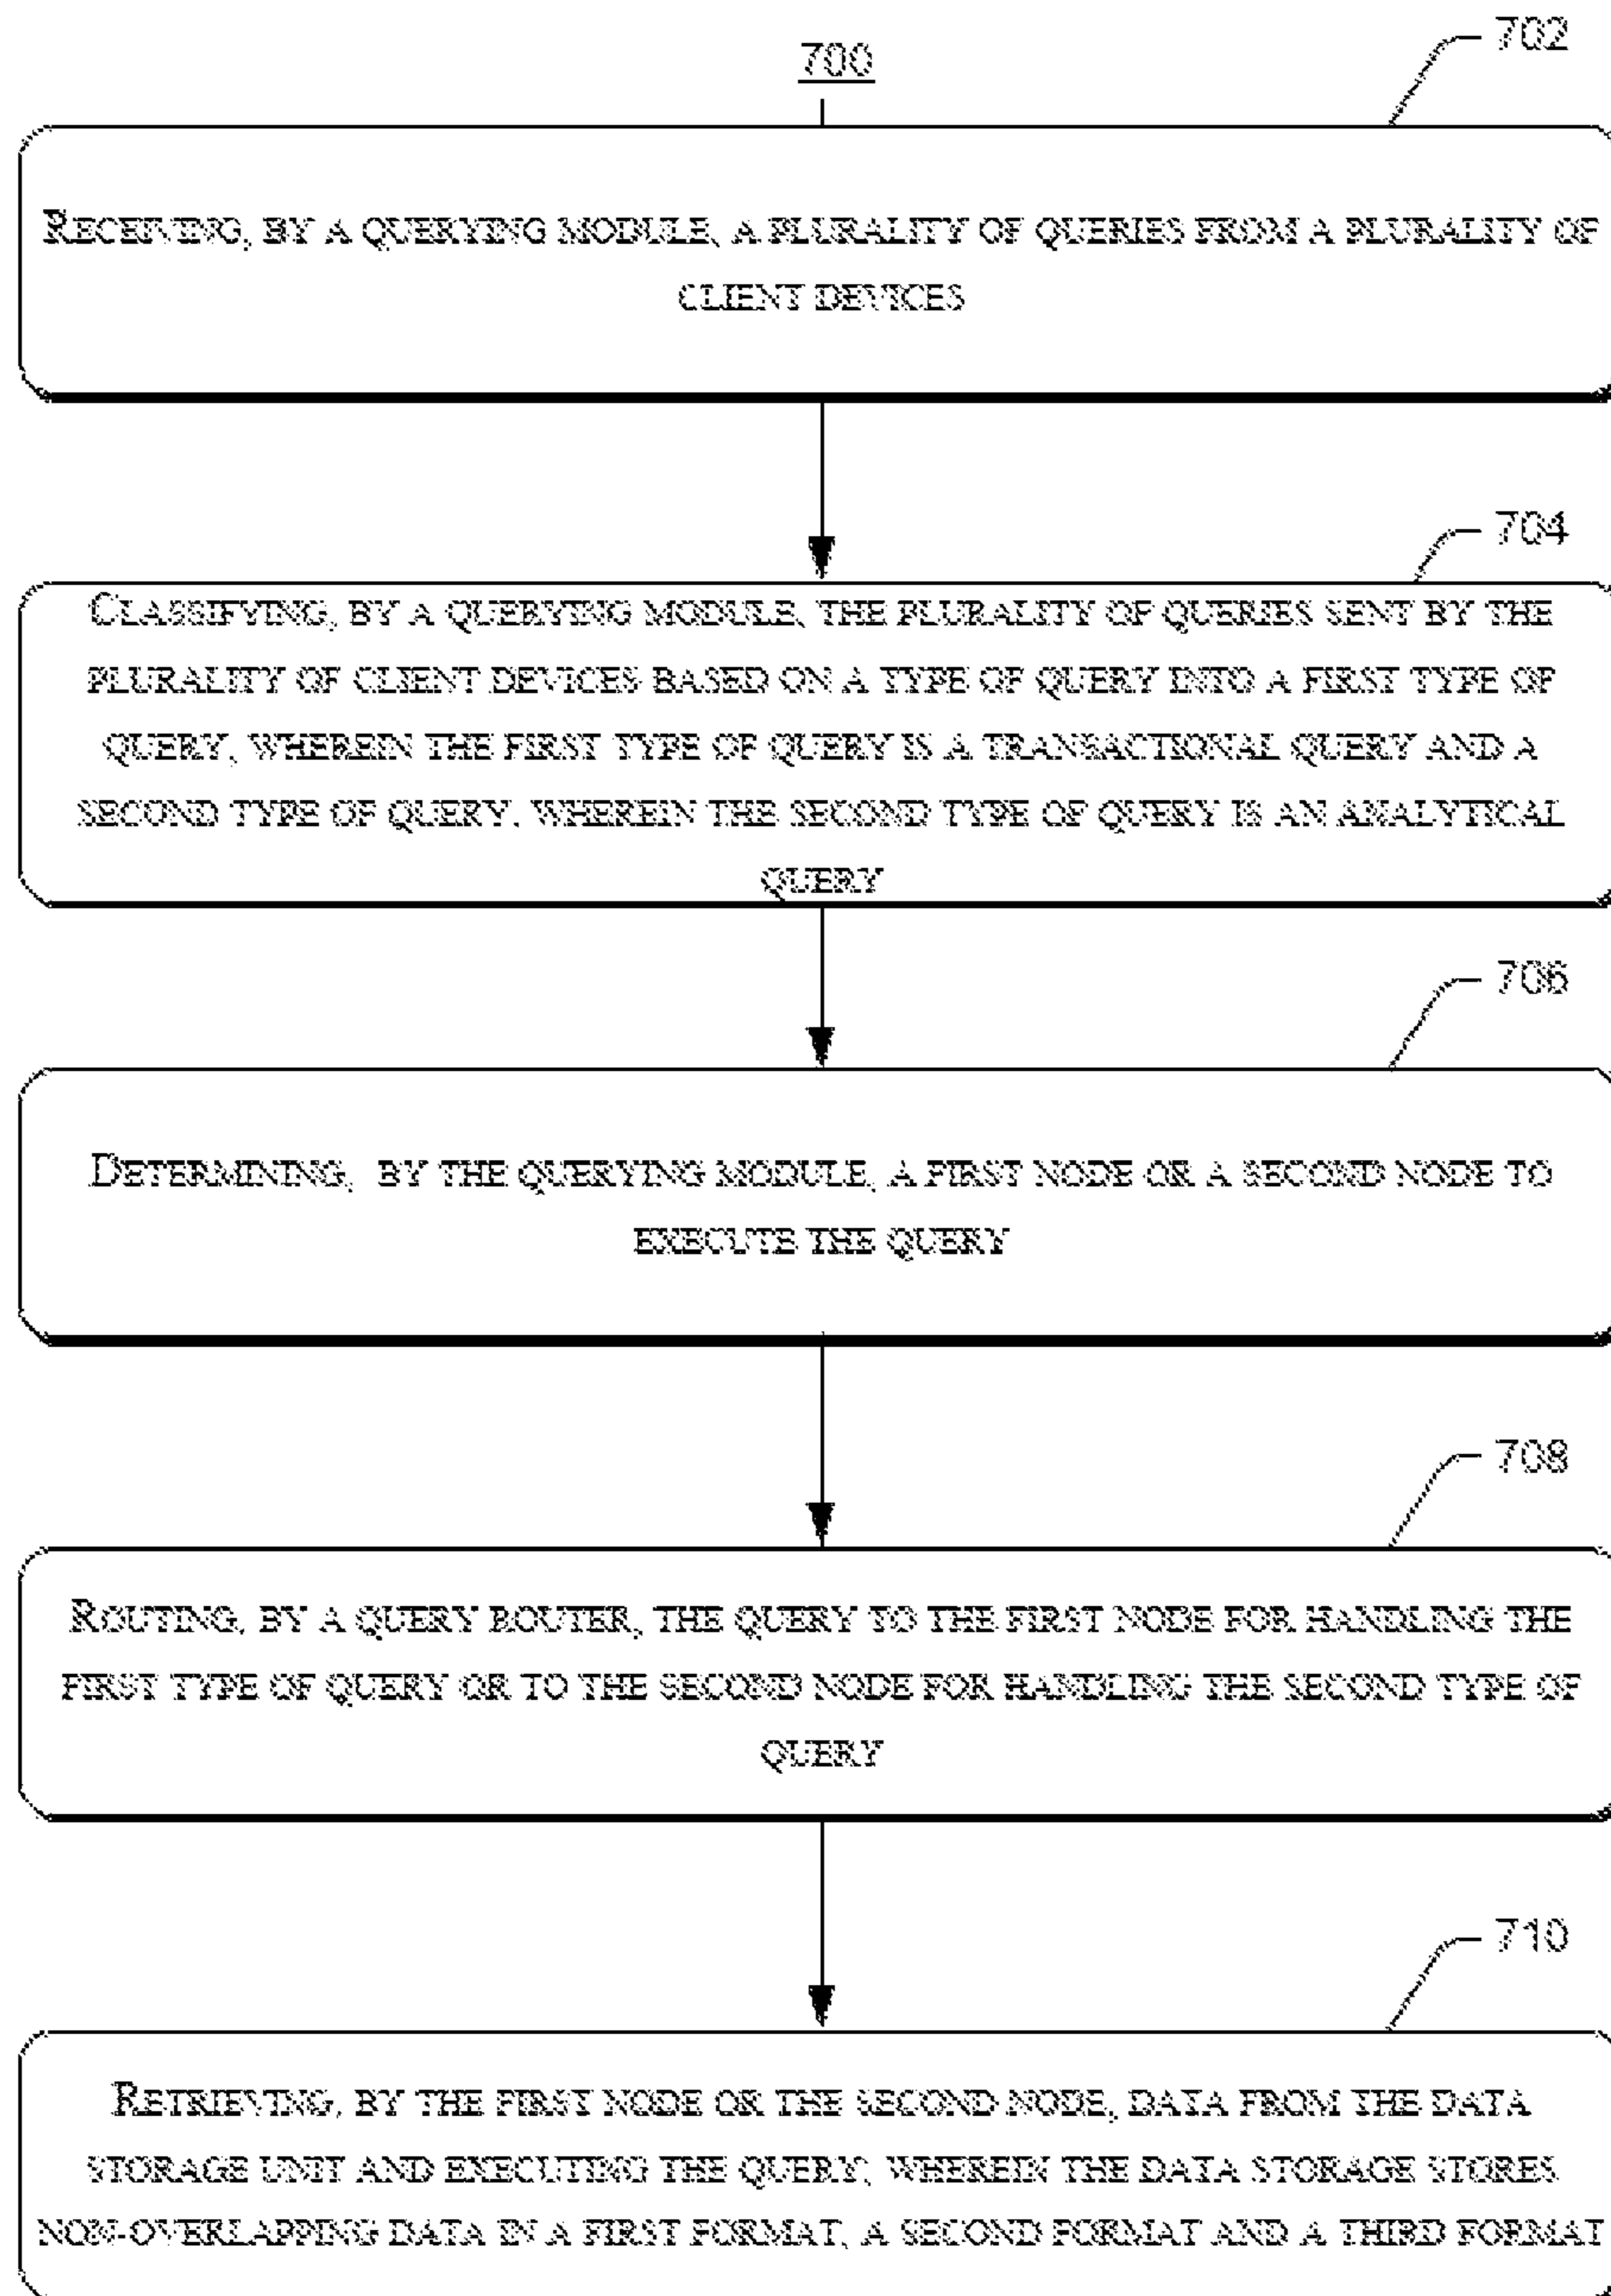 700
702
RECEIVING, BY A QUERYING MODULE, A PLURALITY OF QUERIES FROM A PLURALITY OF
CLIENT DEVICES
704
CLASSIFYING, BY A QUERYING MODULE, THE PLURALITY OF QUERIES SENT BY THE
PLURALITY OF CLIENT DEVICES BASED ON A TYPE OF QUERY INTO A FIRST TYPE OF
QUERY, WHEREIN THE FIRST TYPE OF QUERY IS A TRANSACTIONAL QUERY AND A
SECOND TYPE OF QUERY, WHEREIN THE SECOND TYPE OF QUERY IS AN ANALYTICAL
QUERY
706
DETERMINING, BY THE QUERYING MODULE, A FIRST NODE OR A SECOND NODE TO
EXECUTE THE QUERY
708
ROUTING, BY A QUERY ROUTER, THE QUERY TO THE FIRST NODE FOR HANDLING THE
FIRST TYPE OF QUERY OR TO THE SECOND NODE FOR HANDLING THE SECOND TYPE OF
QUERY
710
RETRIEVING, BY THE FIRST NODE OR THE SECOND NODE, DATA FROM THE DATA
STORAGE UNIT AND EXECUTING THE QUERY, WHEREIN THE DATA STORAGE STORES
NON-OVERLAPPING DATA IN A FIRST FORMAT, A SECOND FORMAT AND A THIRD FORMAT